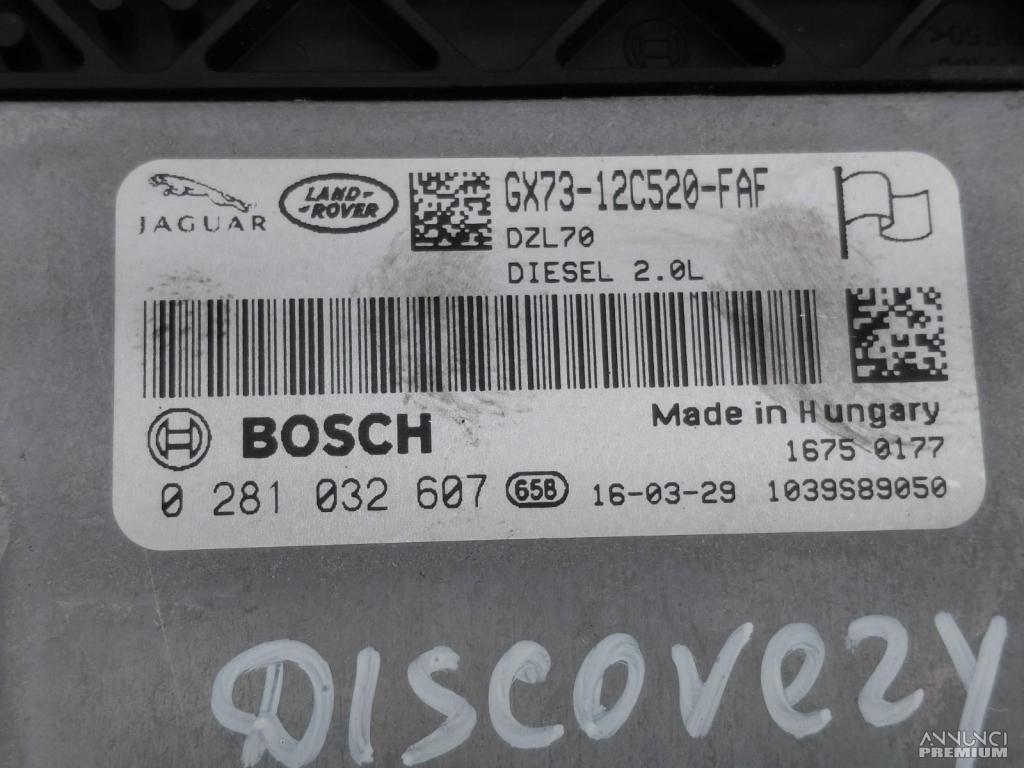 JAGUAR
LAND-
-ROVER
GX73-12C520-FAF
DZL70
DIESEL 2.0L
Made in Hungary
1675 0177
BOSCH
0 281 032 607 658 16-03-29 1039S89050
DISCOVERY
ANNUNCI
PREMIUM